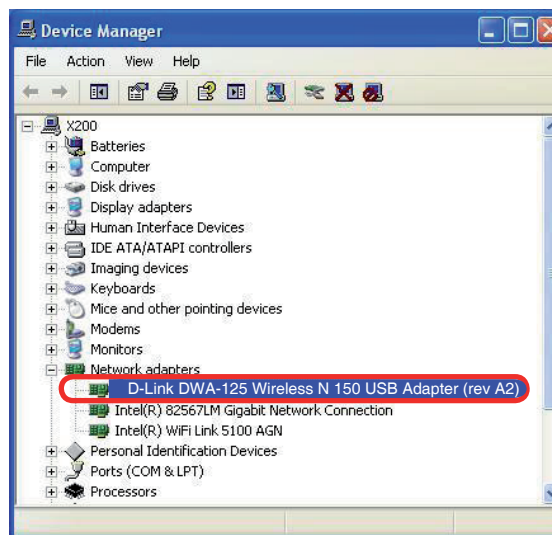 Device Manager
File Action View Help
X200
Batteries
Computer
Disk drives
Display adapters
Human Interface Devices
IDE ATA/ATAPI controllers
Imaging devices
Keyboards
Mice and other pointing devices
Modems
Monitors
Network adapters
D-Link DWA-125 Wireless N 150 USB Adapter (rev A2)
Intel(R) 82567LM Gigabit Network Connection
Intel(R) WiFi Link 5100 AGN
Personal Identification Devices
Ports (COM & LPT)
Processors